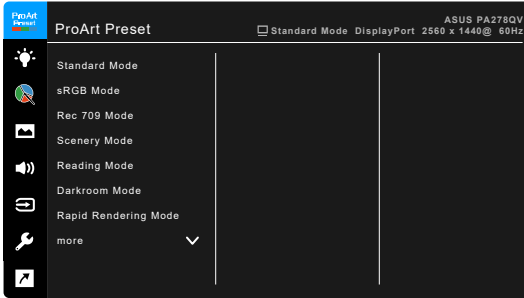 ProArt
Preset
ProArt Preset
ASUS PA278QV
Standard Mode DisplayPort 2560 x 1440@ 60Hz
Standard Mode
sRGB Mode
Rec 709 Mode
Scenery Mode
Reading Mode
Darkroom Mode
Rapid Rendering Mode
more